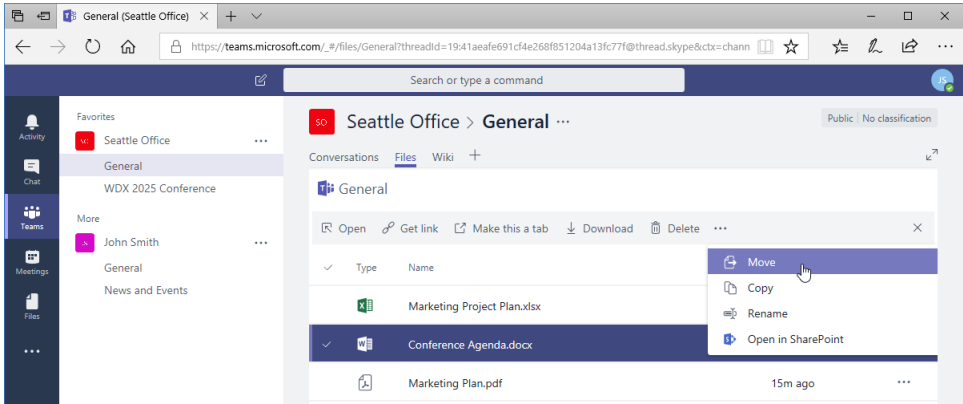 General (Seattle Office)
https://teams.microsoft.com/_#/files/General?threadId=19:41aeafe691cf4e268f851204a13fc77f@thread.skype&ctx=chann
Search or type a command
JS
Activity
Chat
Teams
Meetings
Files
Favorites
SO Seattle Office
General
WDX 2025 Conference
More
John Smith
General
News and Events
SO Seattle Office > General
Public No classification
Conversations Files Wiki
General
Open Get link Make this a tab Download Delete
Type Name
Marketing Project Plan.xlsx
Conference Agenda.docx
Marketing Plan.pdf 15m ago
Move
Copy
Rename
Open in SharePoint